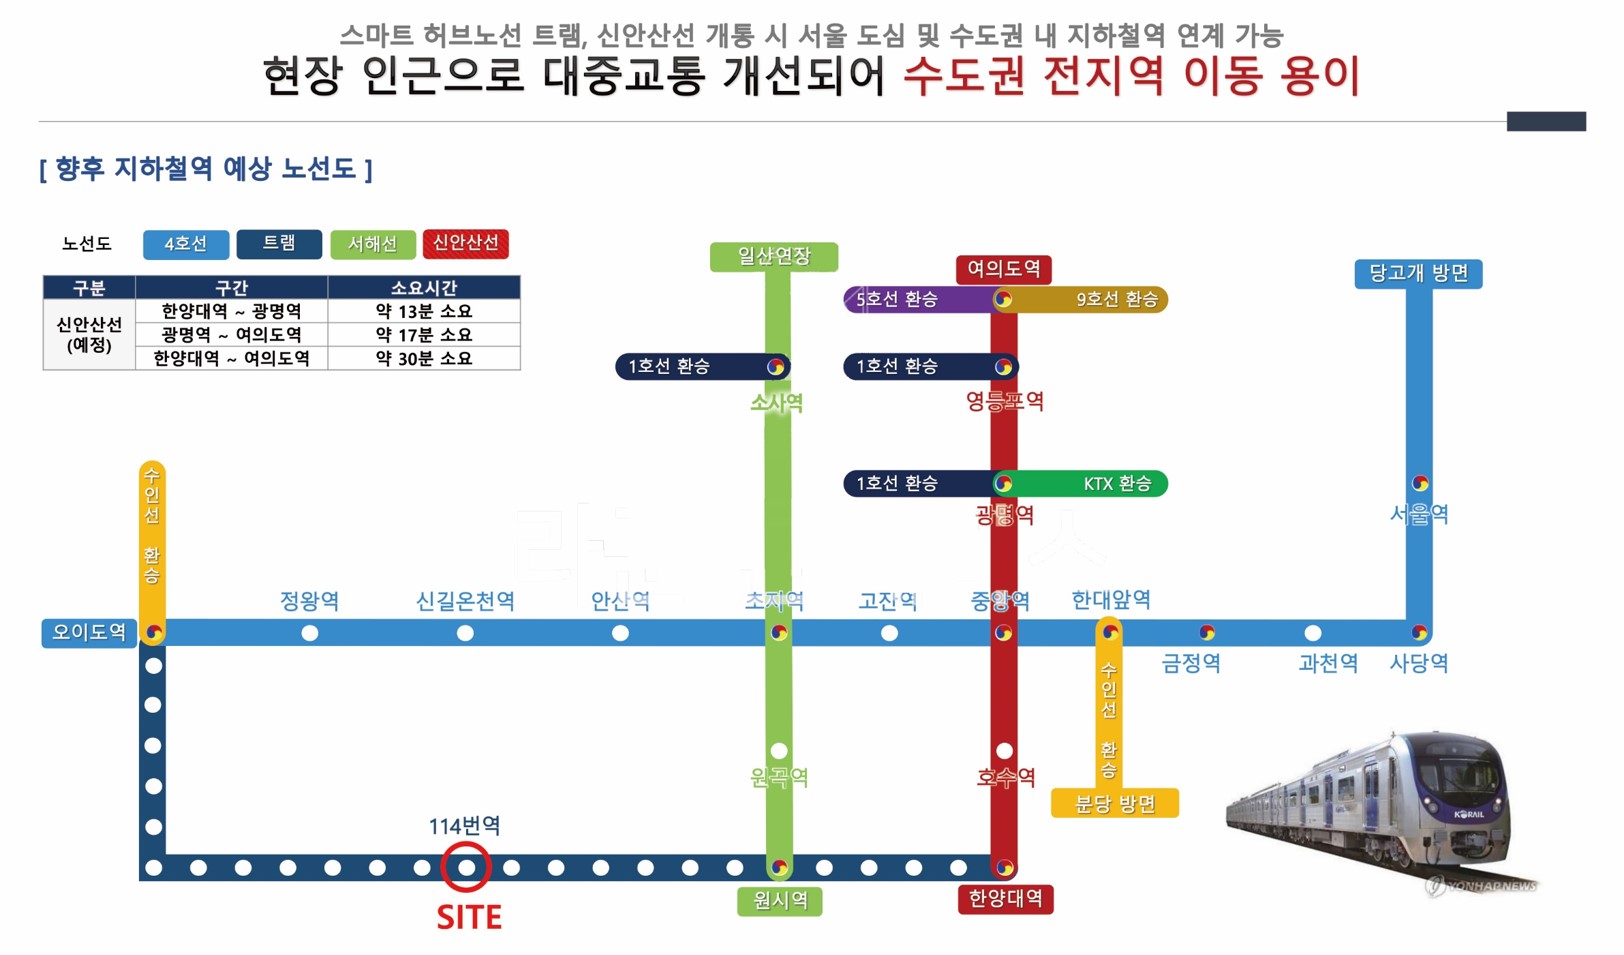 스마트 허브노선 트램, 신안산선 개통 시 서울 도심 및 수도권 내 지하철역 연계 가능
현장 인근으로 대중교통 개선되어 수도권 전지역 이동 용이
[ 향후 지하철역 예상 노선도 ]
노선도 4호선 트램 서해선 신안산선
구분 구간 소요시간
신안산선
(예정)
한양대역 ~ 광명역 약 13분 소요
광명역 ~ 여의도역 약 17분 소요
한양대역 ~ 여의도역 약 30분 소요
일산연장
여의도역
당고개 방면
5호선 환승 9호선 환승
1호선 환승
소사역
1호선 환승
영등포역
1호선 환승 KTX 환승
광명역
서울역
수인선 환승
오이도역
정왕역
신길온천역
안산역
초지역
고잔역
중앙역
한대앞역
금정역
과천역
사당역
수인선 환승
분당 방면
원곡역
호수역
114번역
SITE
원시역
한양대역
KORAIL
YONHAPNEWS